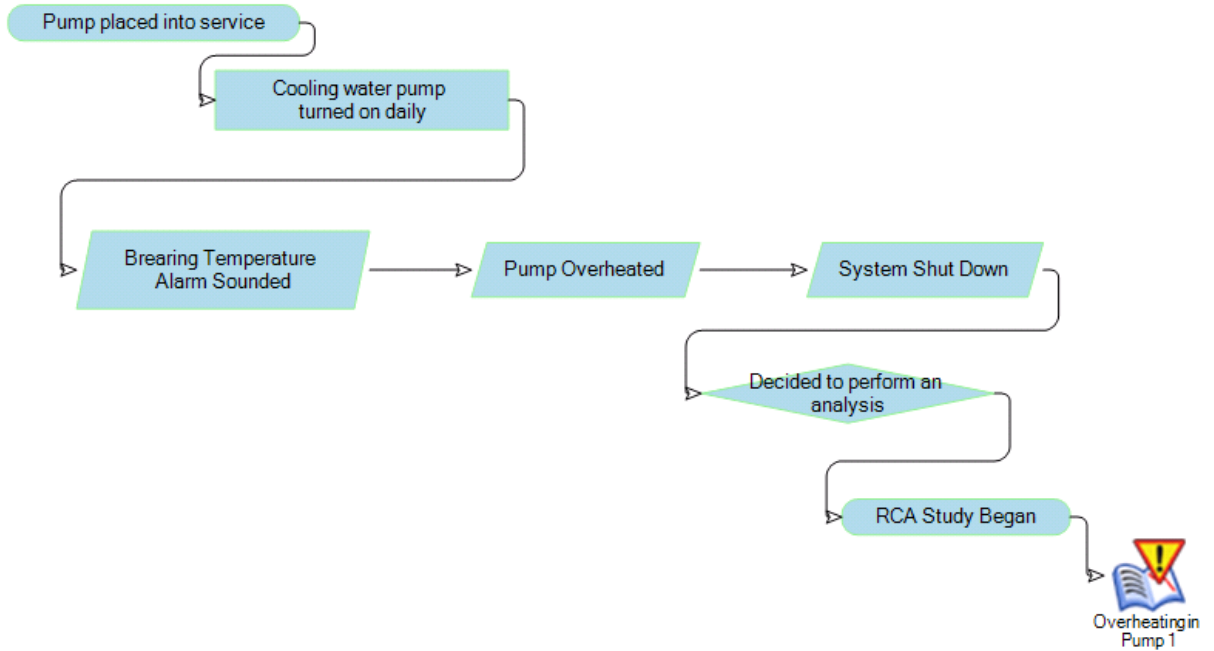 Pump placed into service
Cooling water pump
turned on daily
Brearing Temperature
Alarm Sounded
Pump Overheated
System Shut Down
Decided to perform an
analysis
RCA Study Began
Overheating in
Pump 1